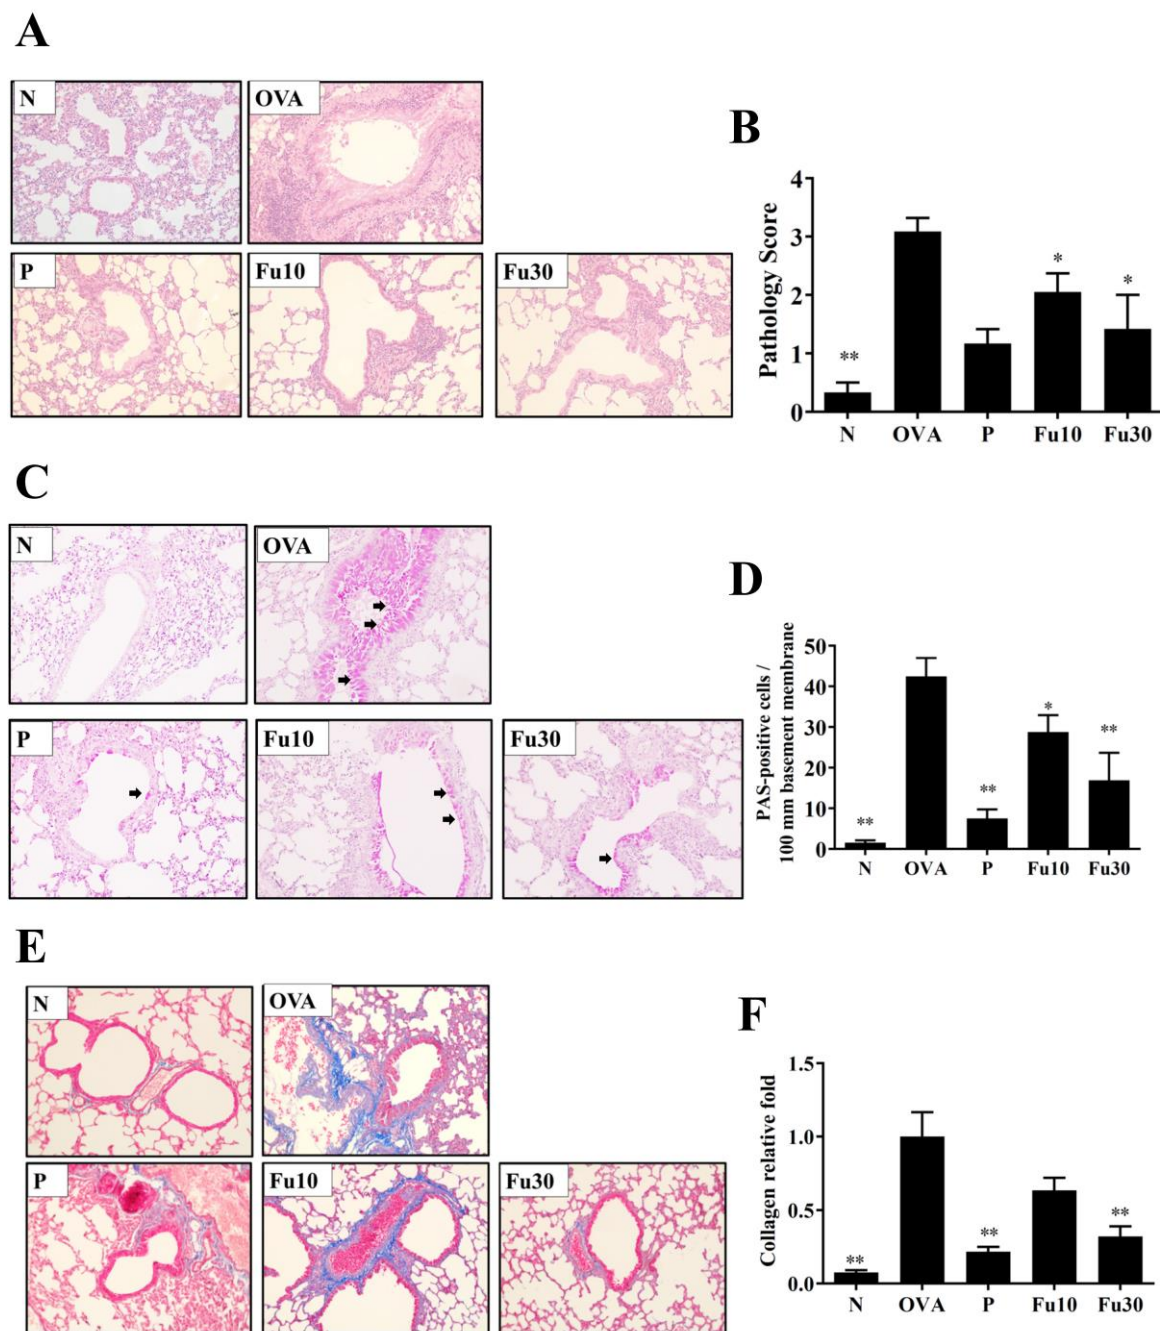 A
N
OVA
P
Fu10
Fu30
B
Pathology Score
4
3
2
1
0
**
*
*
N OVA P Fu10 Fu30
C
N
OVA
P
Fu10
Fu30
D
PAS-positive cells /
100 mm basement membrane
50
40
30
20
10
0
**
**
*
**
N OVA P Fu10 Fu30
E
N
OVA
P
Fu10
Fu30
F
Collagen relative fold
1.5
1.0
0.5
0.0
**
**
**
N OVA P Fu10 Fu30